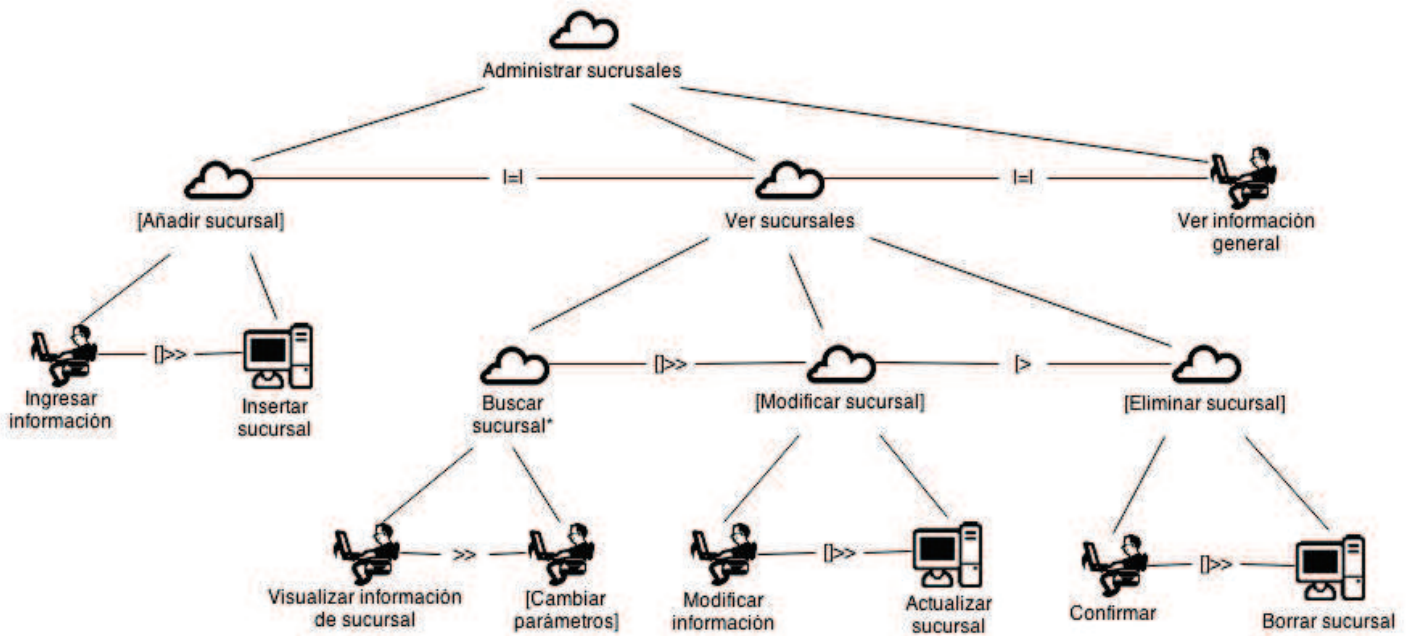 Administrar sucrusales
|=|
|=|
[Añadir sucursal]
Ver sucursales
Ver información
general
[]>>
[]>>
[>
Ingresar
información
Insertar
sucursal
Buscar
sucursal*
[Modificar sucursal]
[Eliminar sucursal]
>>
[]>>
[]>>
Visualizar información
de sucursal
[Cambiar
parámetros]
Modificar
información
Actualizar
sucursal
Confirmar
Borrar sucursal